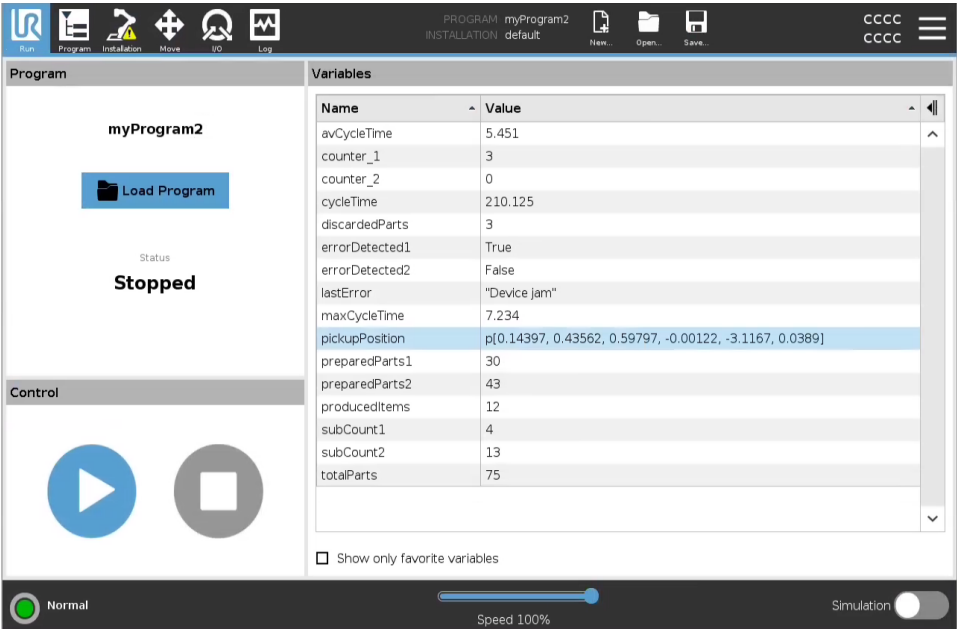 UR
Run
Program
Installation
Move
I/O
Log
PROGRAM myProgram2
INSTALLATION default
New...
Open...
Save...
CCCC
CCCC
Program
myProgram2
Load Program
Status
Stopped
Control
Variables
Name Value
avCycleTime 5.451
counter_1 3
counter_2 0
cycleTime 210.125
discardedParts 3
errorDetected1 True
errorDetected2 False
lastError "Device jam"
maxCycleTime 7.234
pickupPosition p[0.14397, 0.43562, 0.59797, -0.00122, -3.1167, 0.0389]
preparedParts1 30
preparedParts2 43
producedItems 12
subCount1 4
subCount2 13
totalParts 75
Show only favorite variables
Normal
Speed 100%
Simulation